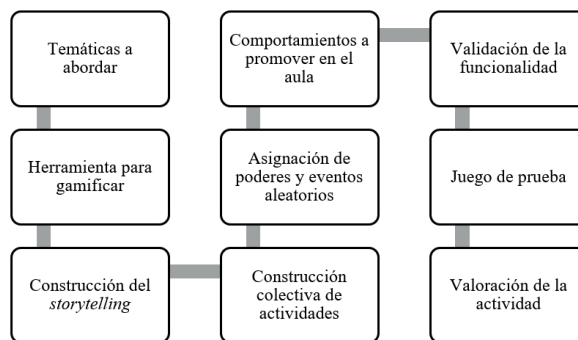 Temáticas a
abordar
Herramienta para
gamificar
Construcción del
storytelling
Construcción
colectiva de
actividades
Asignación de
poderes y eventos
aleatorios
Comportamientos a
promover en el
aula
Validación de la
funcionalidad
Juego de prueba
Valoración de la
actividad